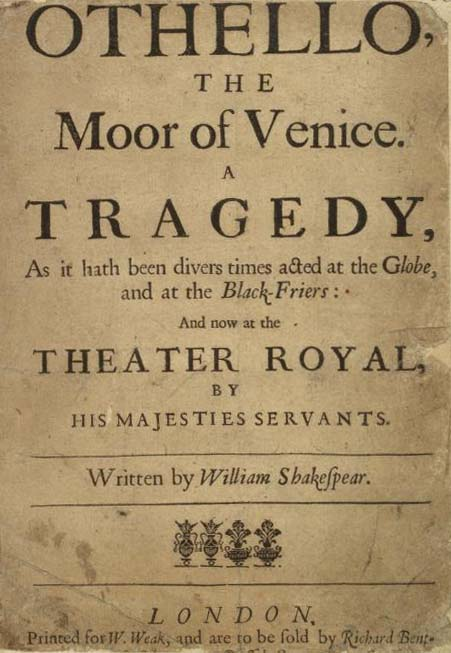 OTHELLO,
THE
Moor of Venice.
A
TRAGEDY,
As it hath been divers times acted at the Globe,
and at the Black-Friers:
And now at the
THEATER ROYAL,
BY
HIS MAJESTIES SERVANTS.
Written by William Shakeſpear.
LONDON,
Printed for W. Weak, and are to be ſold by Richard Bent-